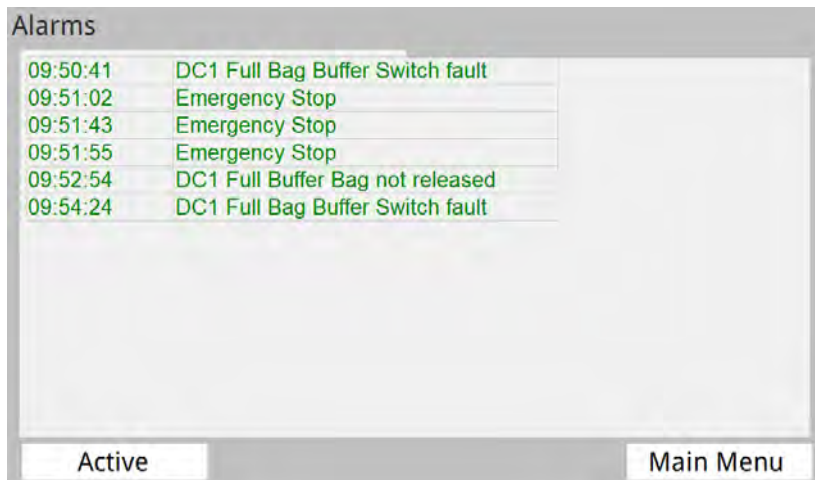 Alarms
09:50:41 DC1 Full Bag Buffer Switch fault
09:51:02 Emergency Stop
09:51:43 Emergency Stop
09:51:55 Emergency Stop
09:52:54 DC1 Full Buffer Bag not released
09:54:24 DC1 Full Bag Buffer Switch fault
Active Main Menu